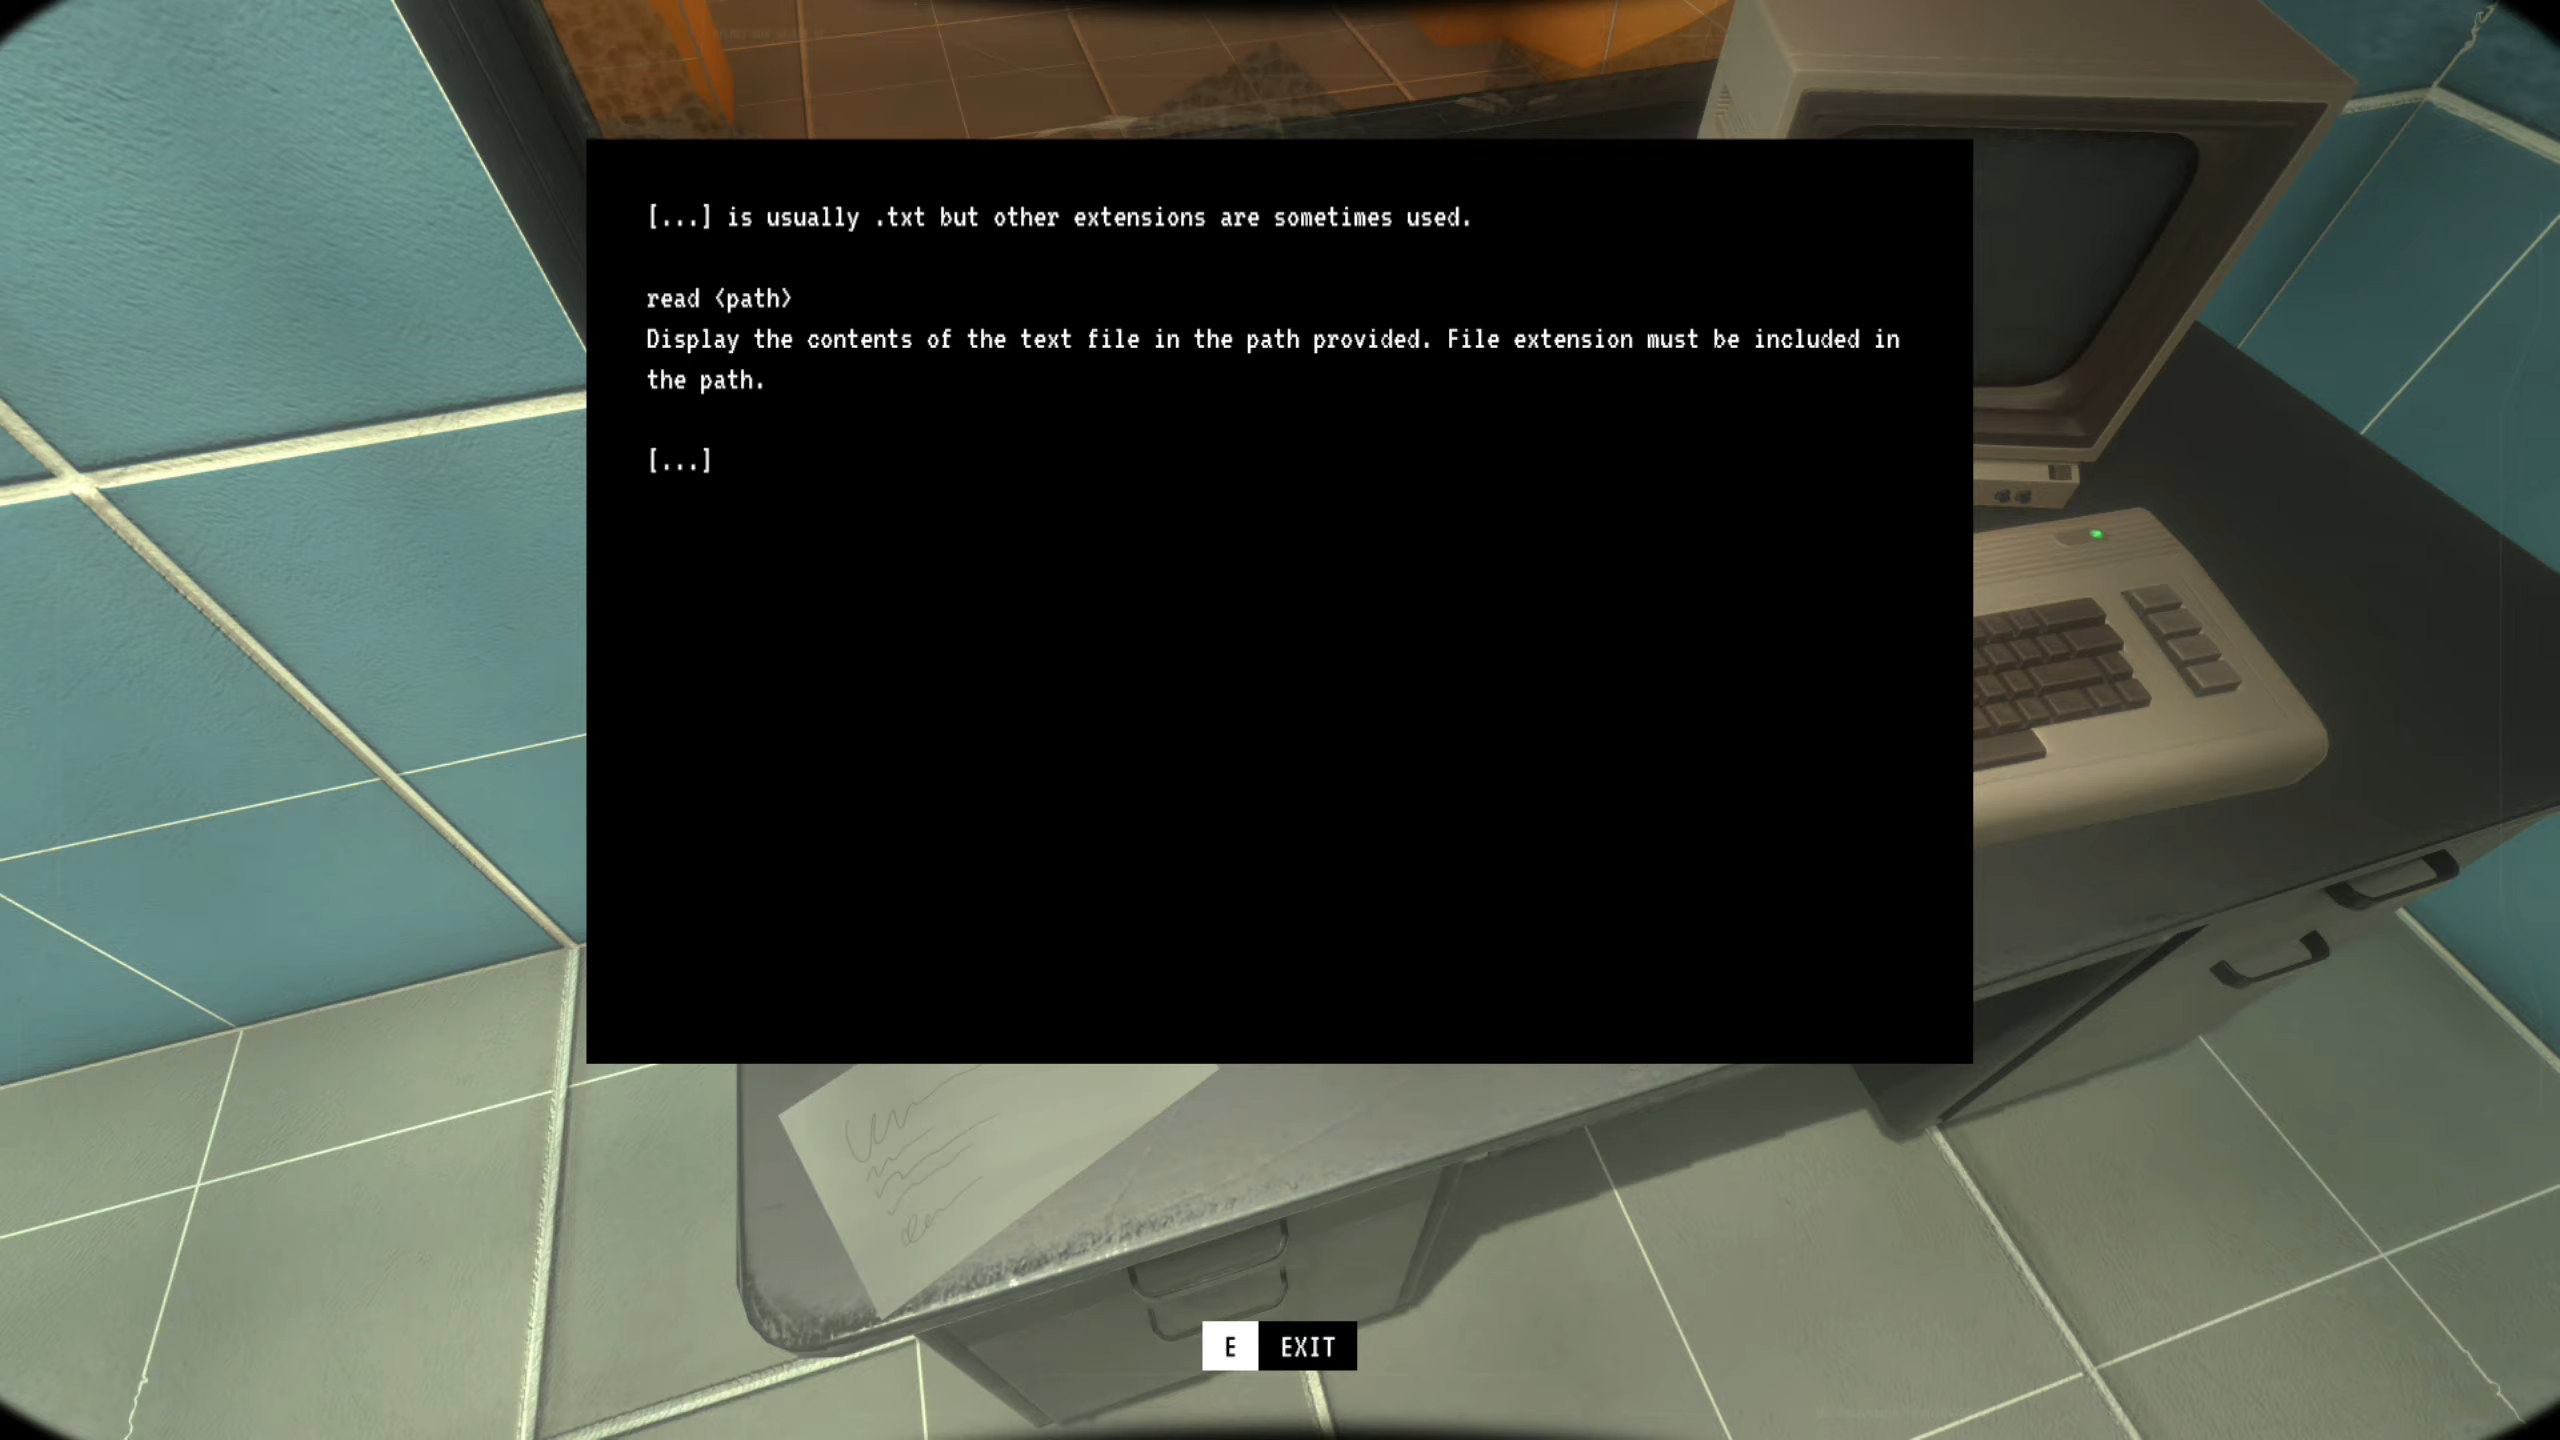 [...] is usually .txt but other extensions are sometimes used.
read <path>
Display the contents of the text file in the path provided. File extension must be included in
the path.
[...]
E EXIT